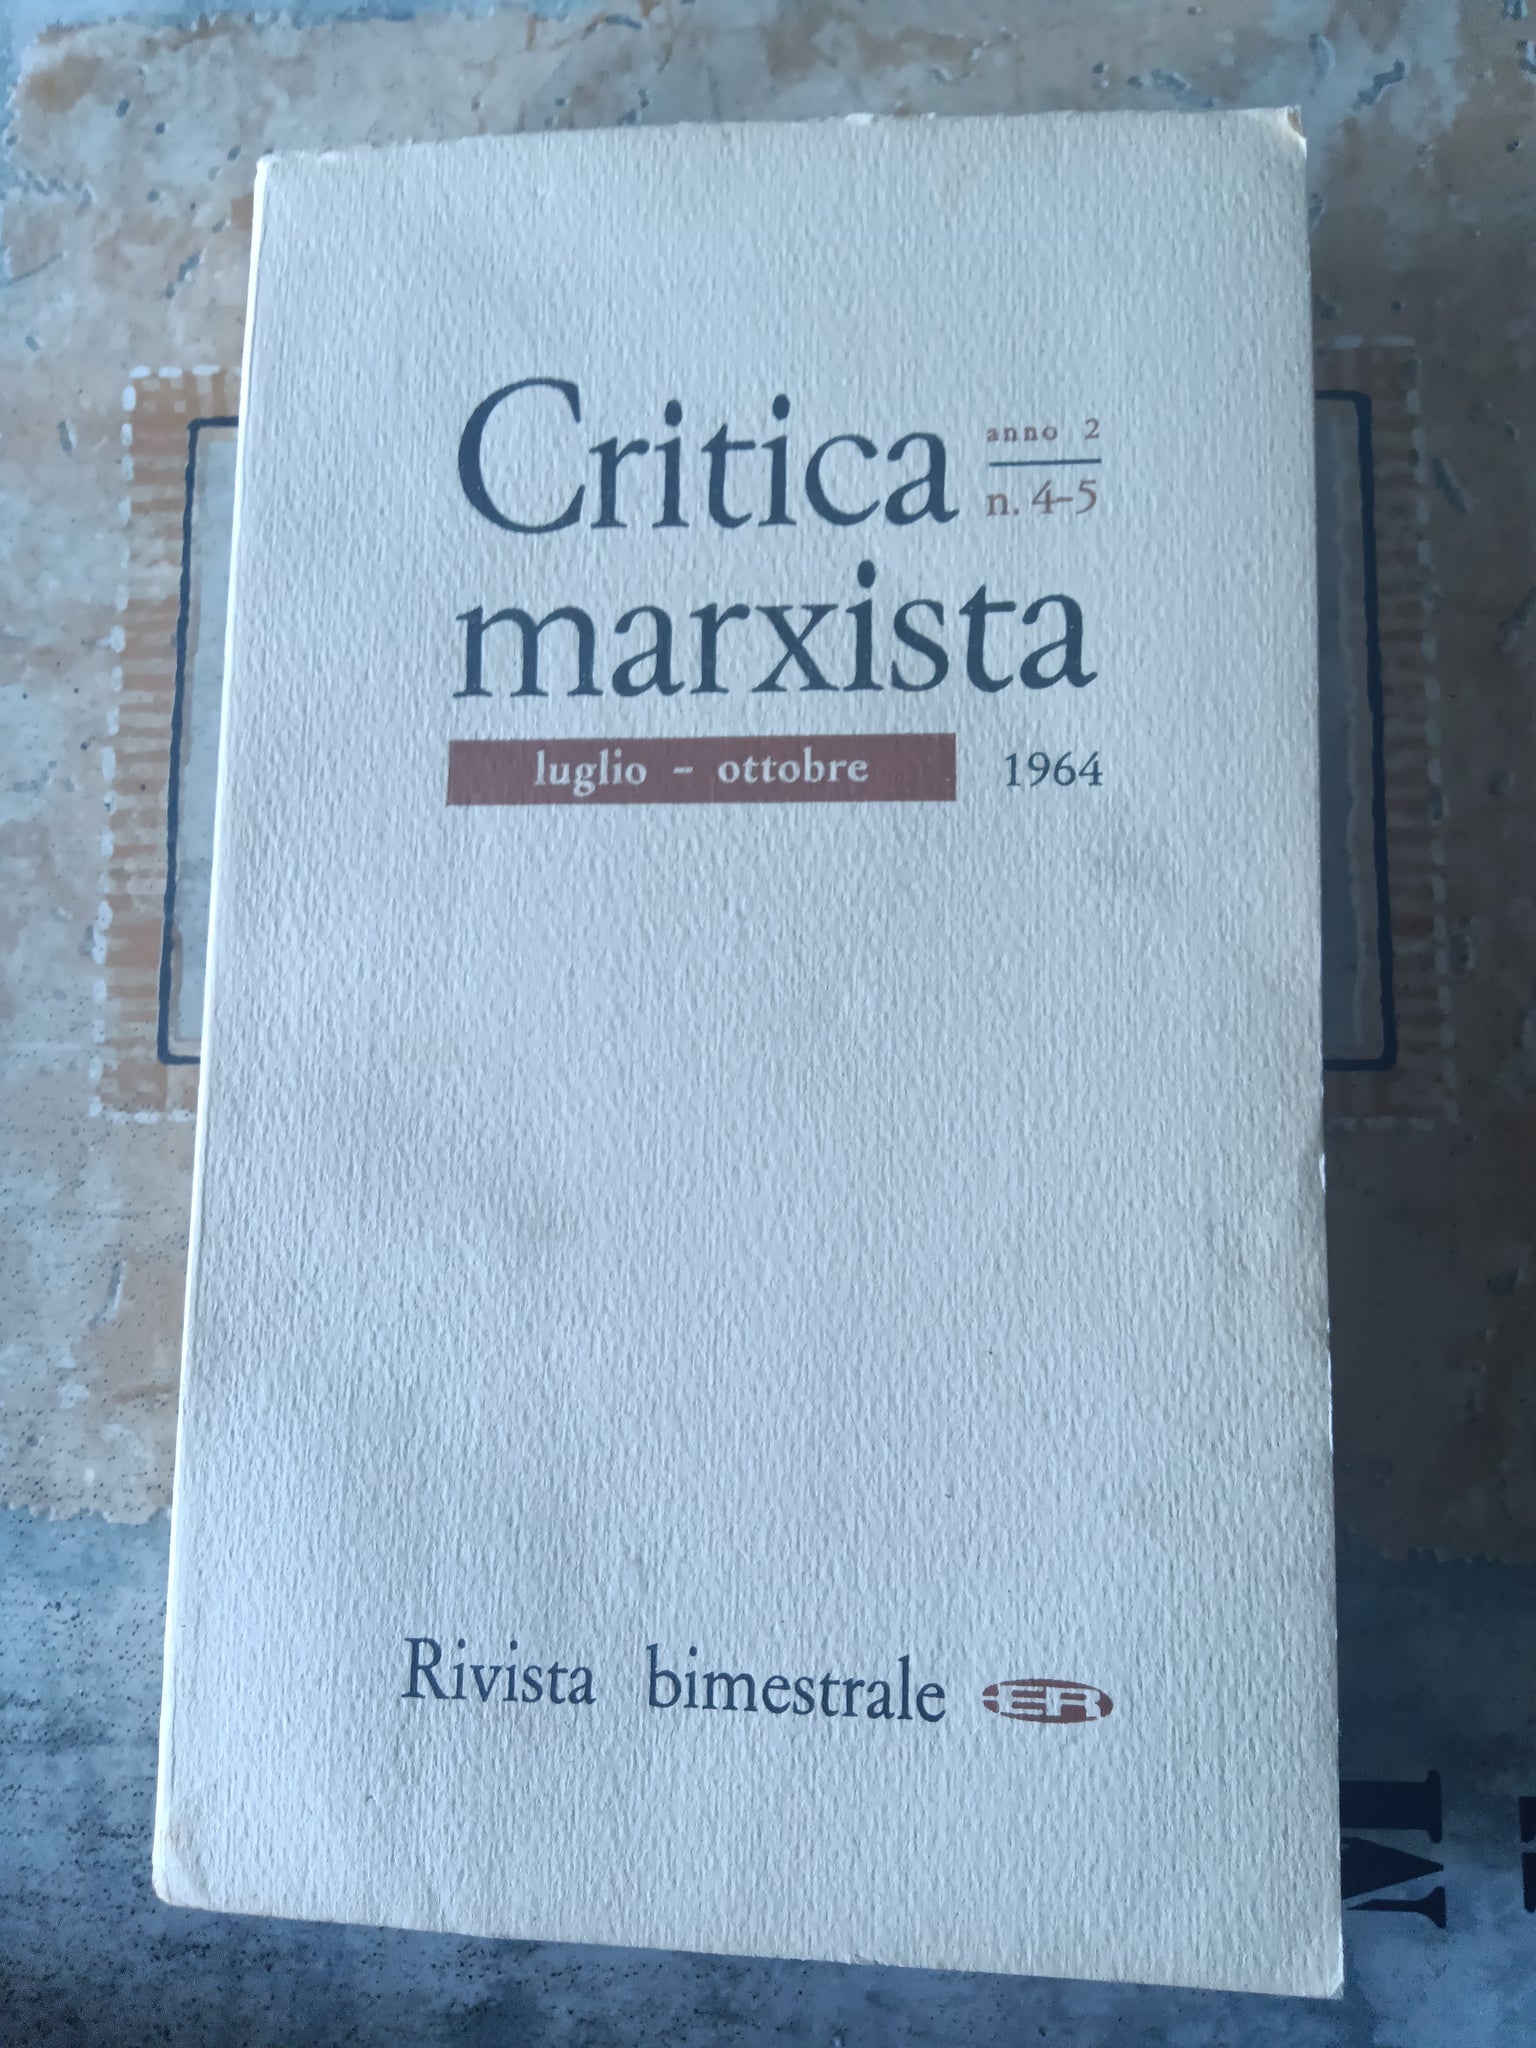 Critica
anno 2
n. 4-5
marxista
luglio - ottobre 1964
Rivista bimestrale ER